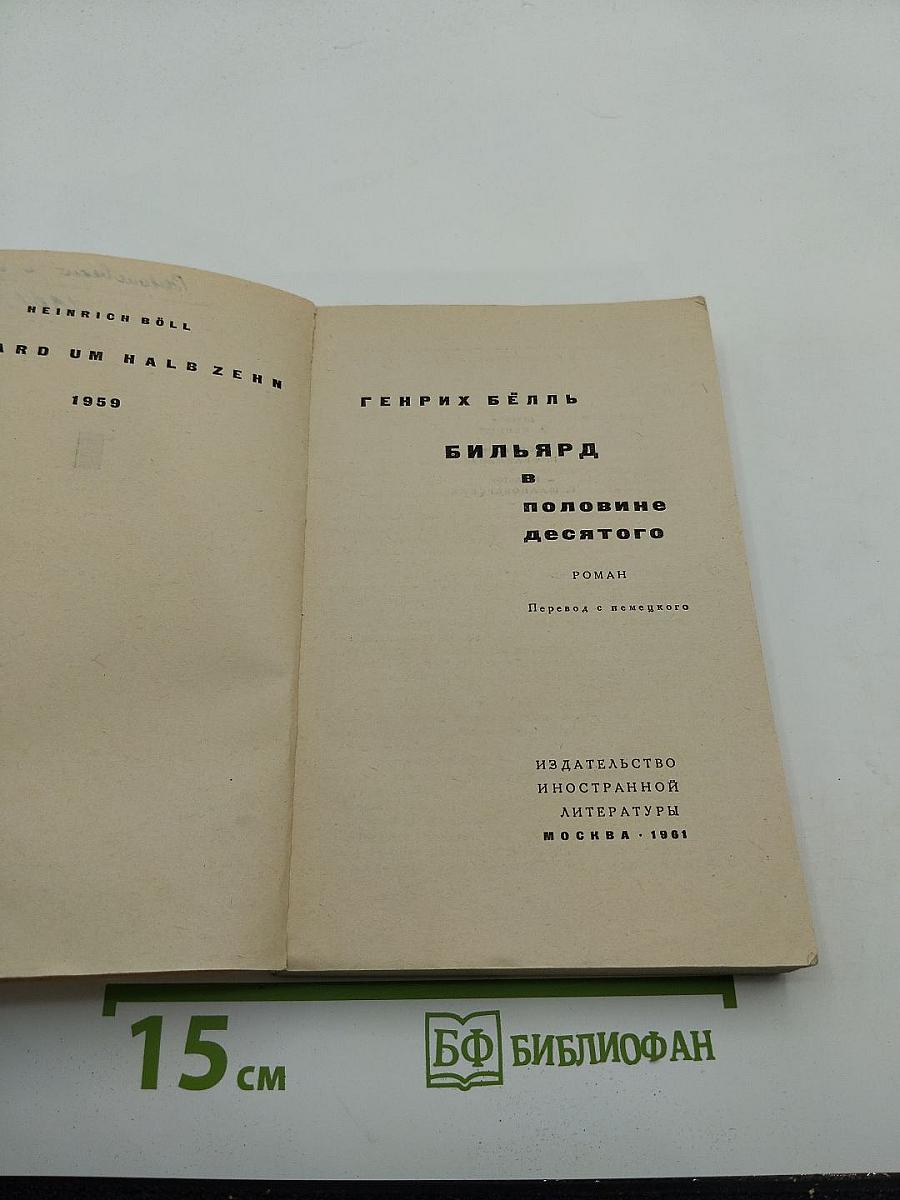 HEINRICH BÖLL
ARD UM HALB ZEHN
1959
ГЕНРИХ БЁЛЛЬ
БИЛЬЯРД
В
ПОЛОВИНЕ
ДЕСЯТОГО
РОМАН
Перевод с немецкого
ИЗДАТЕЛЬСТВО
ИНОСТРАННОЙ
ЛИТЕРАТУРЫ
МОСКВА · 1961
15 см
БФ БИБЛИОФАН